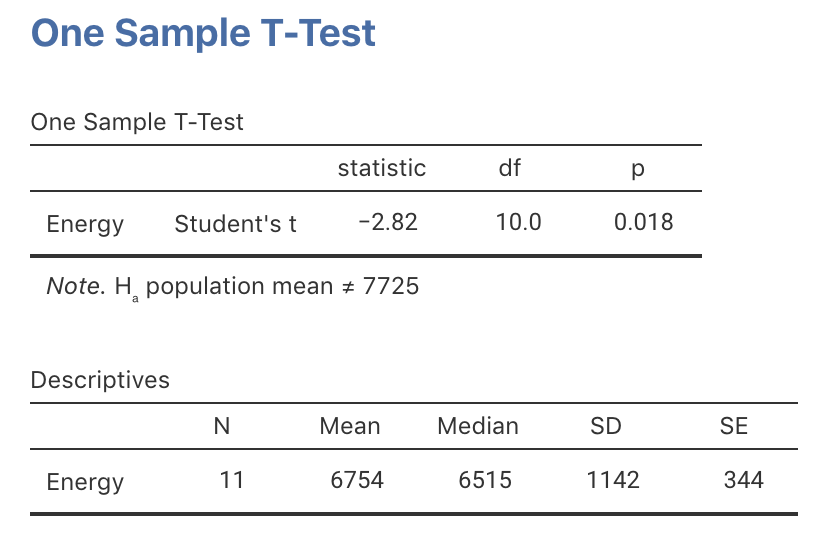 One Sample T-Test
One Sample T-Test
statistic df p
Energy Student's t −2.82 10.0 0.018
Note. Hₐ population mean ≠ 7725
Descriptives
N Mean Median SD SE
Energy 11 6754 6515 1142 344